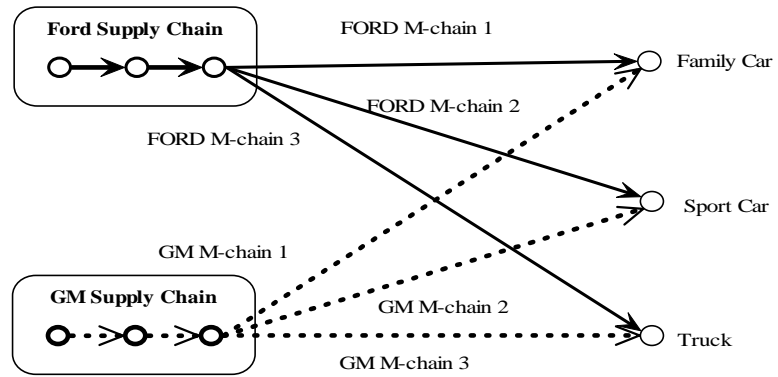 Ford Supply Chain
FORD M-chain 1
Family Car
FORD M-chain 2
FORD M-chain 3
Sport Car
GM M-chain 1
GM Supply Chain
GM M-chain 2
Truck
GM M-chain 3